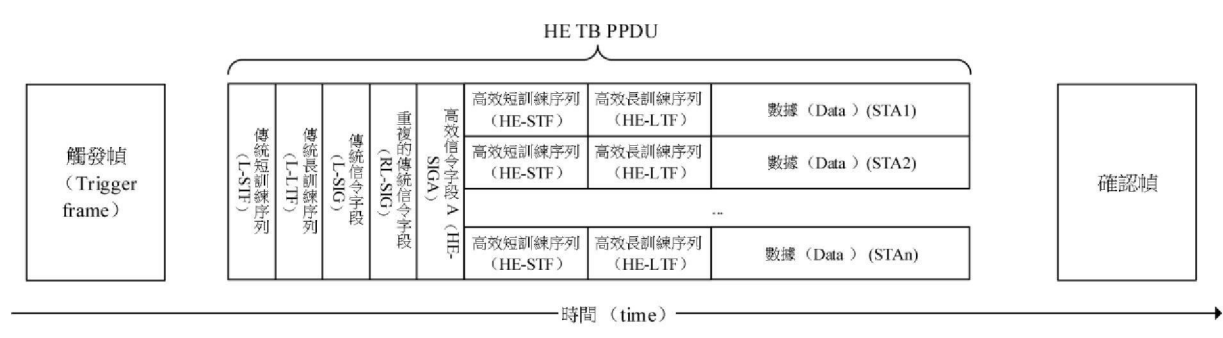 HE TB PPDU
觸發幀
（Trigger
frame）
傳統短訓練序列
(L-STF)
傳統長訓練序列
(L-LTF)
傳統信令字段
(L-SIG)
重複的傳統信令字段
(RL-SIG)
高效信令字段 A（HE-
SIGA）
高效短訓練序列
（HE-STF）
高效長訓練序列
（HE-LTF）
數據（Data ）(STA1)
高效短訓練序列
（HE-STF）
高效長訓練序列
（HE-LTF）
數據（Data ）(STA2)
...
高效短訓練序列
（HE-STF）
高效長訓練序列
（HE-LTF）
數據（Data ）(STAn)
確認幀
時間（time）